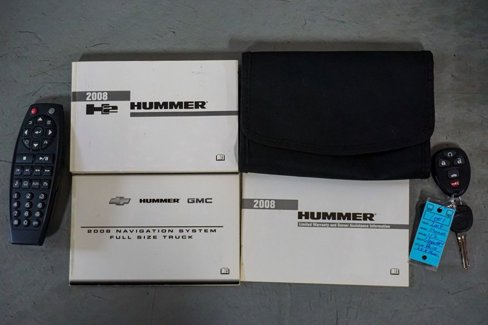 2008
H2 HUMMER
CHEVROLET HUMMER GMC
2008 NAVIGATION SYSTEM
FULL SIZE TRUCK
2008
HUMMER
Limited Warranty and Owner Assistance Information